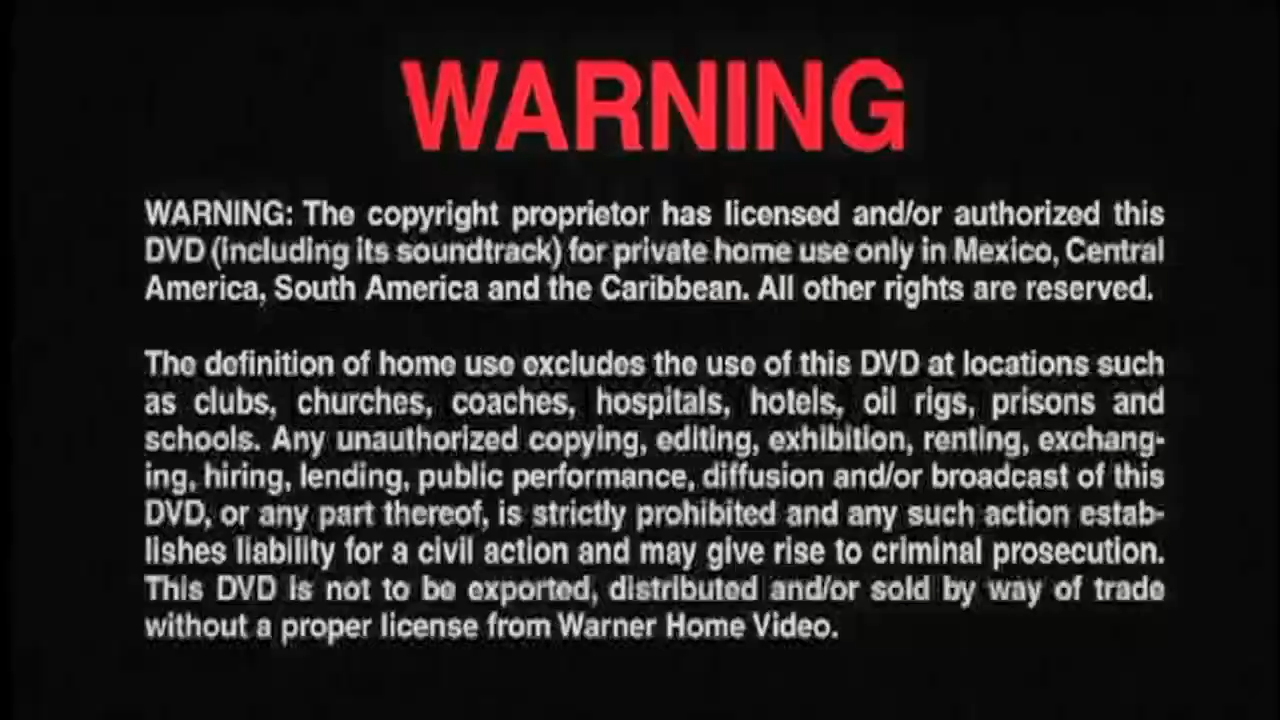 WARNING
WARNING: The copyright proprietor has licensed and/or authorized this
DVD (including its soundtrack) for private home use only in Mexico, Central
America, South America and the Caribbean. All other rights are reserved.
The definition of home use excludes the use of this DVD at locations such
as clubs, churches, coaches, hospitals, hotels, oil rigs, prisons and
schools. Any unauthorized copying, editing, exhibition, renting, exchang-
ing, hiring, lending, public performance, diffusion and/or broadcast of this
DVD, or any part thereof, is strictly prohibited and any such action estab-
lishes liability for a civil action and may give rise to criminal prosecution.
This DVD is not to be exported, distributed and/or sold by way of trade
without a proper license from Warner Home Video.